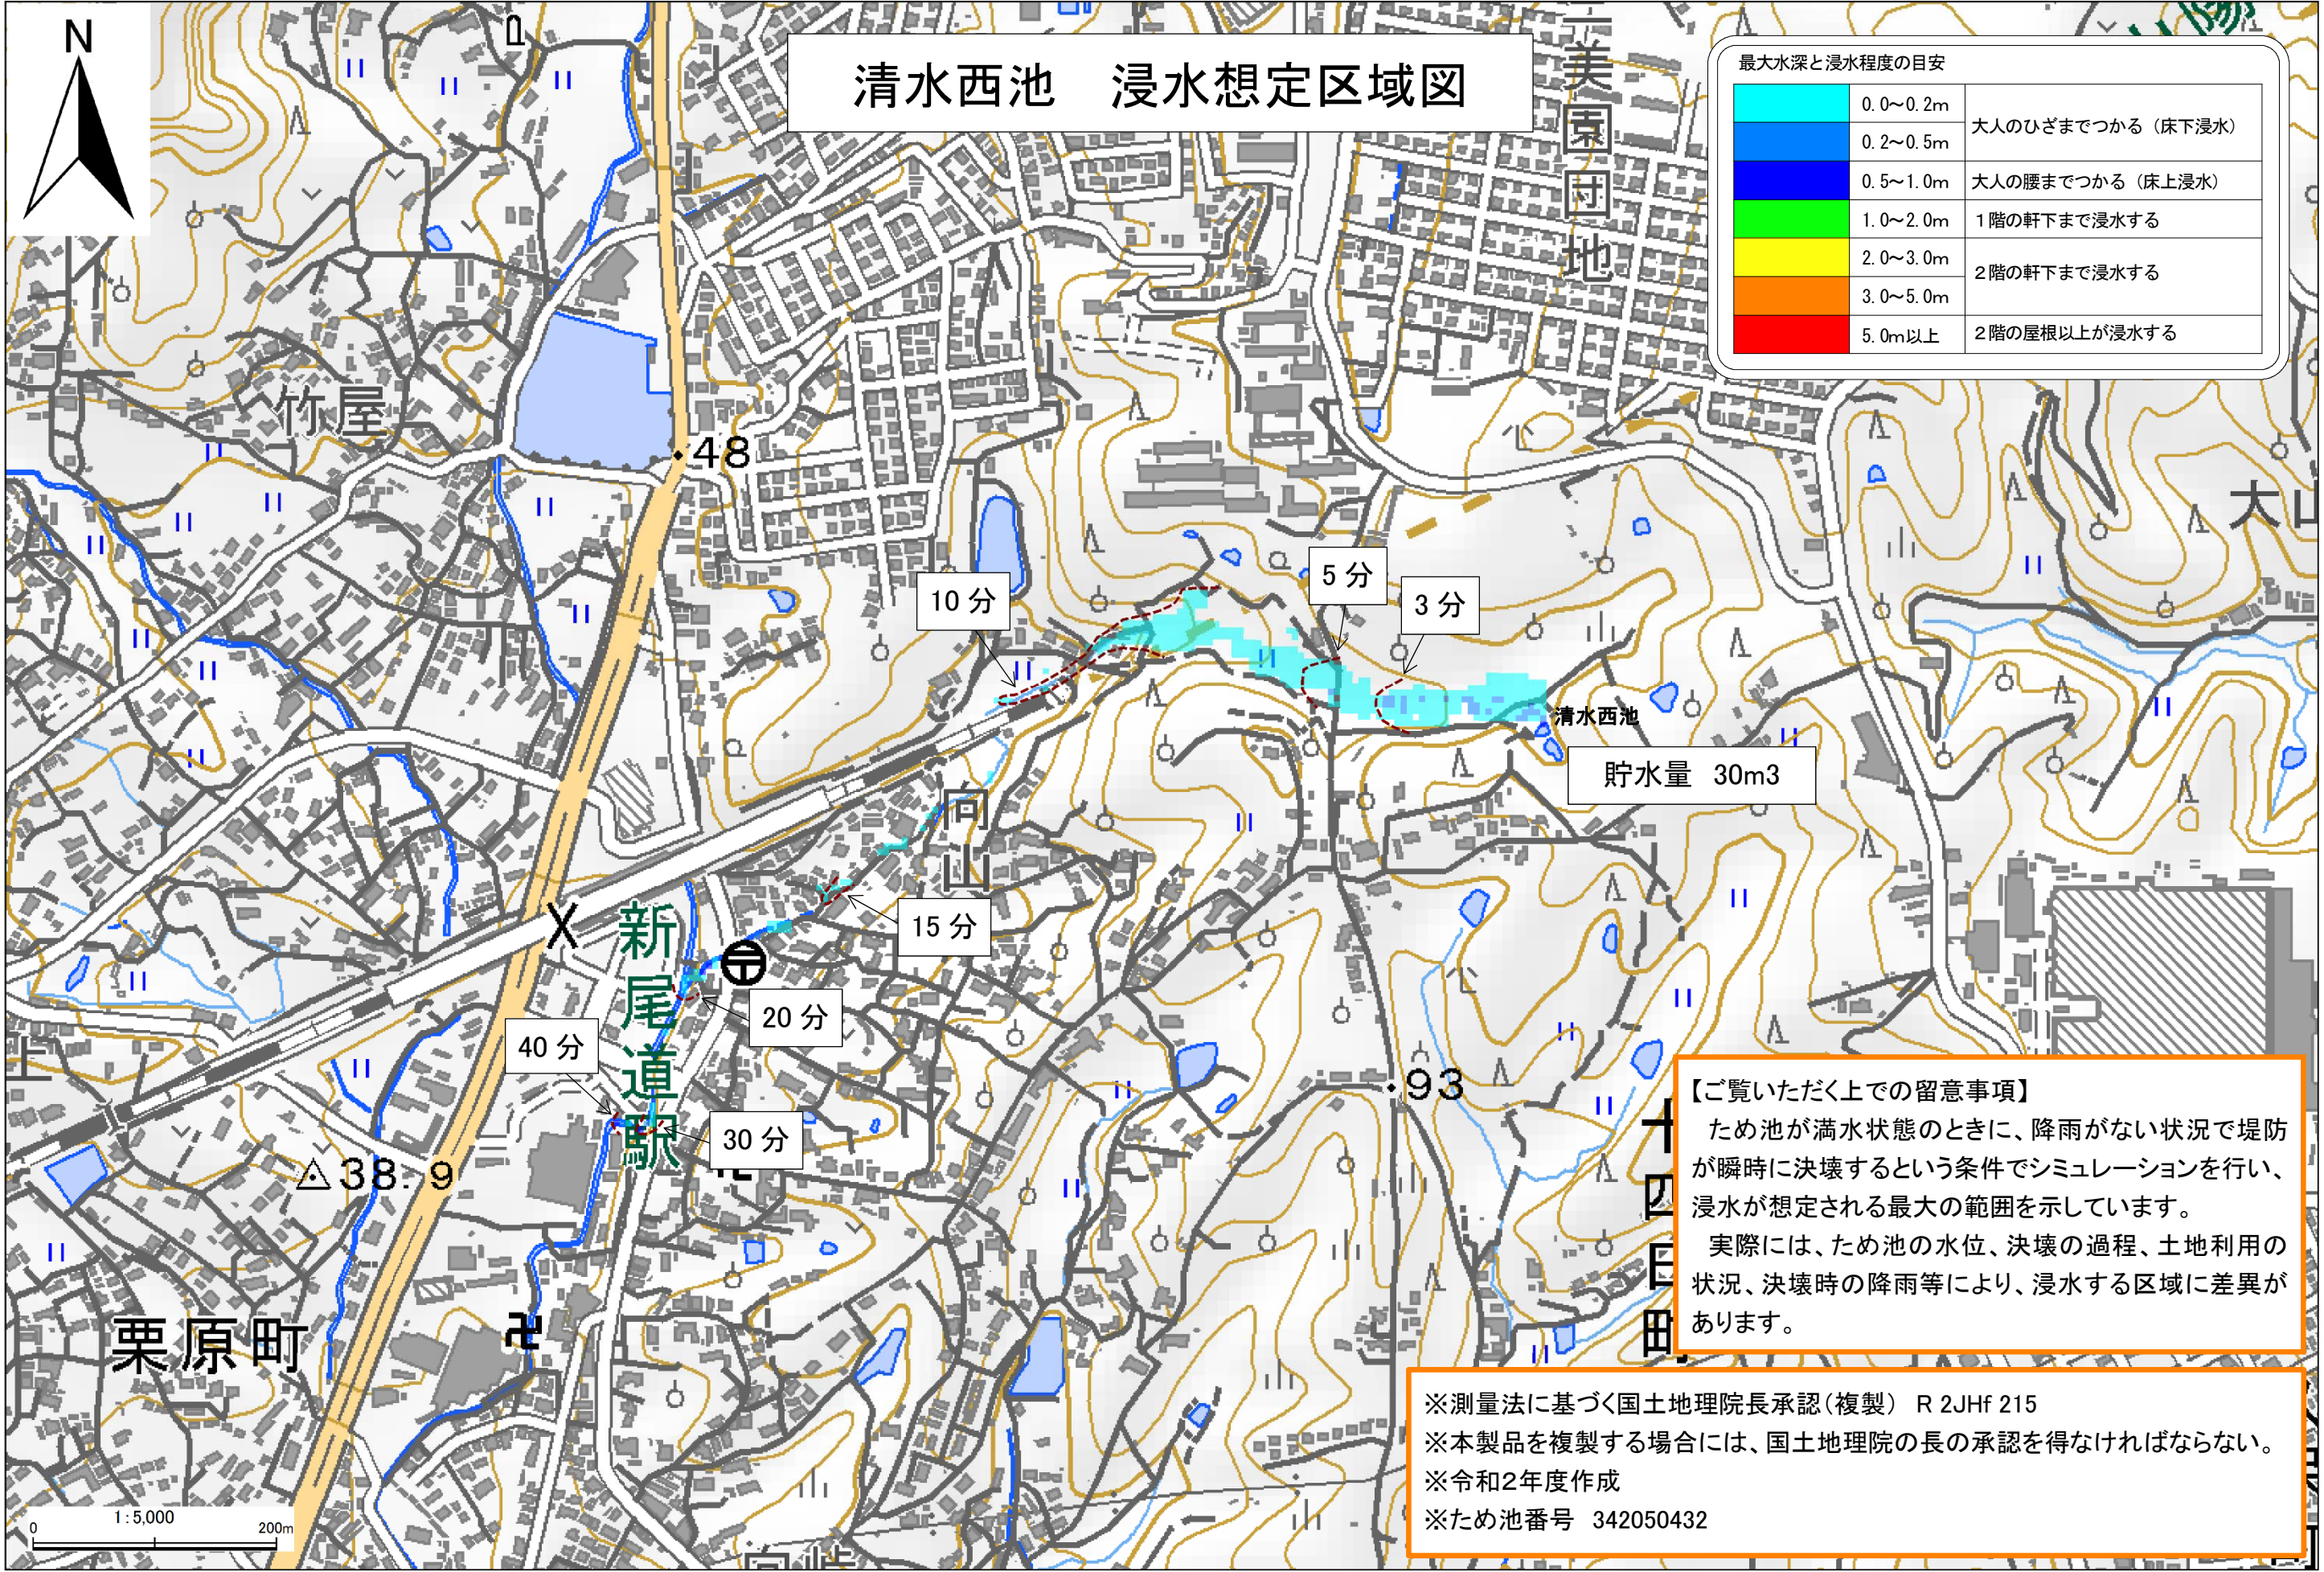 N
清水西池　浸水想定区域図
美園団地
最大水深と浸水程度の目安
0.0～0.2m
大人のひざまでつかる（床下浸水）
0.2～0.5m
0.5～1.0m 大人の腰までつかる（床上浸水）
1.0～2.0m １階の軒下まで浸水する
2.0～3.0m
２階の軒下まで浸水する
3.0～5.0m
5.0m以上 ２階の屋根以上が浸水する
竹屋
48
大山
10 分
5 分
3 分
清水西池
貯水量　30m3
向山
15 分
新尾道駅
20 分
40 分
30 分
93
38.9
十四日町
栗原町
【ご覧いただく上での留意事項】
ため池が満水状態のときに、降雨がない状況で堤防
が瞬時に決壊するという条件でシミュレーションを行い、
浸水が想定される最大の範囲を示しています。
実際には、ため池の水位、決壊の過程、土地利用の
状況、決壊時の降雨等により、浸水する区域に差異が
あります。
※測量法に基づく国土地理院長承認（複製）　R 2JHf 215
※本製品を複製する場合には、国土地理院の長の承認を得なければならない。
※令和２年度作成
※ため池番号　342050432
1:5,000
0 200m